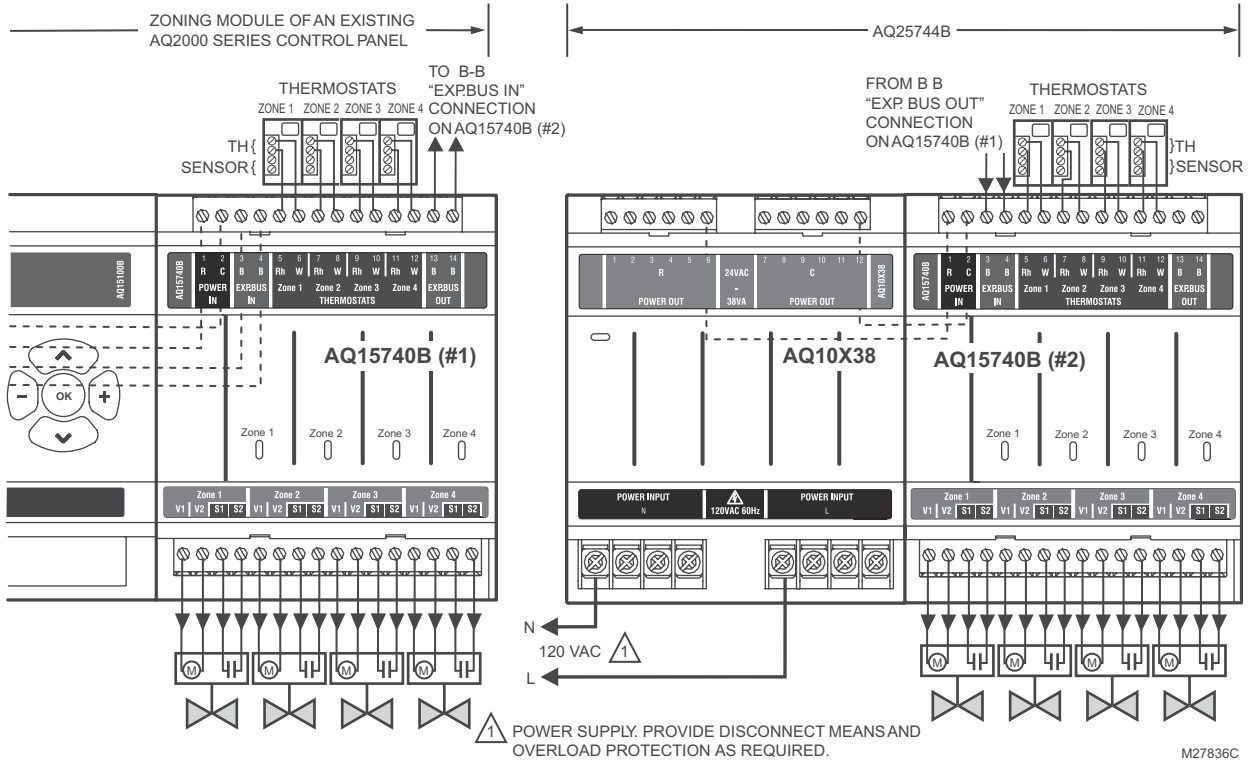 ZONING MODULE OF AN EXISTING
AQ2000 SERIES CONTROL PANEL
AQ25744B
THERMOSTATS
ZONE 1 ZONE 2 ZONE 3 ZONE 4
TH{
SENSOR{
TO B-B
“EXP.BUS IN”
CONNECTION
ON AQ15740B (#2)
FROM B B
“EXP. BUS OUT”
CONNECTION
ON AQ15740B (#1)
THERMOSTATS
ZONE 1 ZONE 2 ZONE 3 ZONE 4
}TH
}SENSOR
AQ15100B
AQ15740B
1 2 3 4 5 6 7 8 9 10 11 12 13 14
R C B B Rh W Rh W Rh W Rh W B B
POWER IN
EXP.BUS IN
Zone 1 Zone 2 Zone 3 Zone 4
THERMOSTATS
EXP.BUS OUT
1 2 3 4 5 6 7 8 9 10 11 12
R
24VAC
-
38VA
C
POWER OUT
POWER OUT
AQ10X38
AQ15740B
1 2 3 4 5 6 7 8 9 10 11 12 13 14
R C B B Rh W Rh W Rh W Rh W B B
POWER IN
EXP.BUS IN
Zone 1 Zone 2 Zone 3 Zone 4
THERMOSTATS
EXP.BUS OUT
AQ15740B (#1)
AQ10X38
AQ15740B (#2)
- OK +
Zone 1 Zone 2 Zone 3 Zone 4
Zone 1 Zone 2 Zone 3 Zone 4
Zone 1 Zone 2 Zone 3 Zone 4
V1 V2 S1 S2 V1 V2 S1 S2 V1 V2 S1 S2 V1 V2 S1 S2
POWER INPUT
N
120VAC 60Hz
POWER INPUT
L
Zone 1 Zone 2 Zone 3 Zone 4
V1 V2 S1 S2 V1 V2 S1 S2 V1 V2 S1 S2 V1 V2 S1 S2
M M M M
N
120 VAC 1
L
M M M M
1 POWER SUPPLY. PROVIDE DISCONNECT MEANS AND
OVERLOAD PROTECTION AS REQUIRED.
M27836C